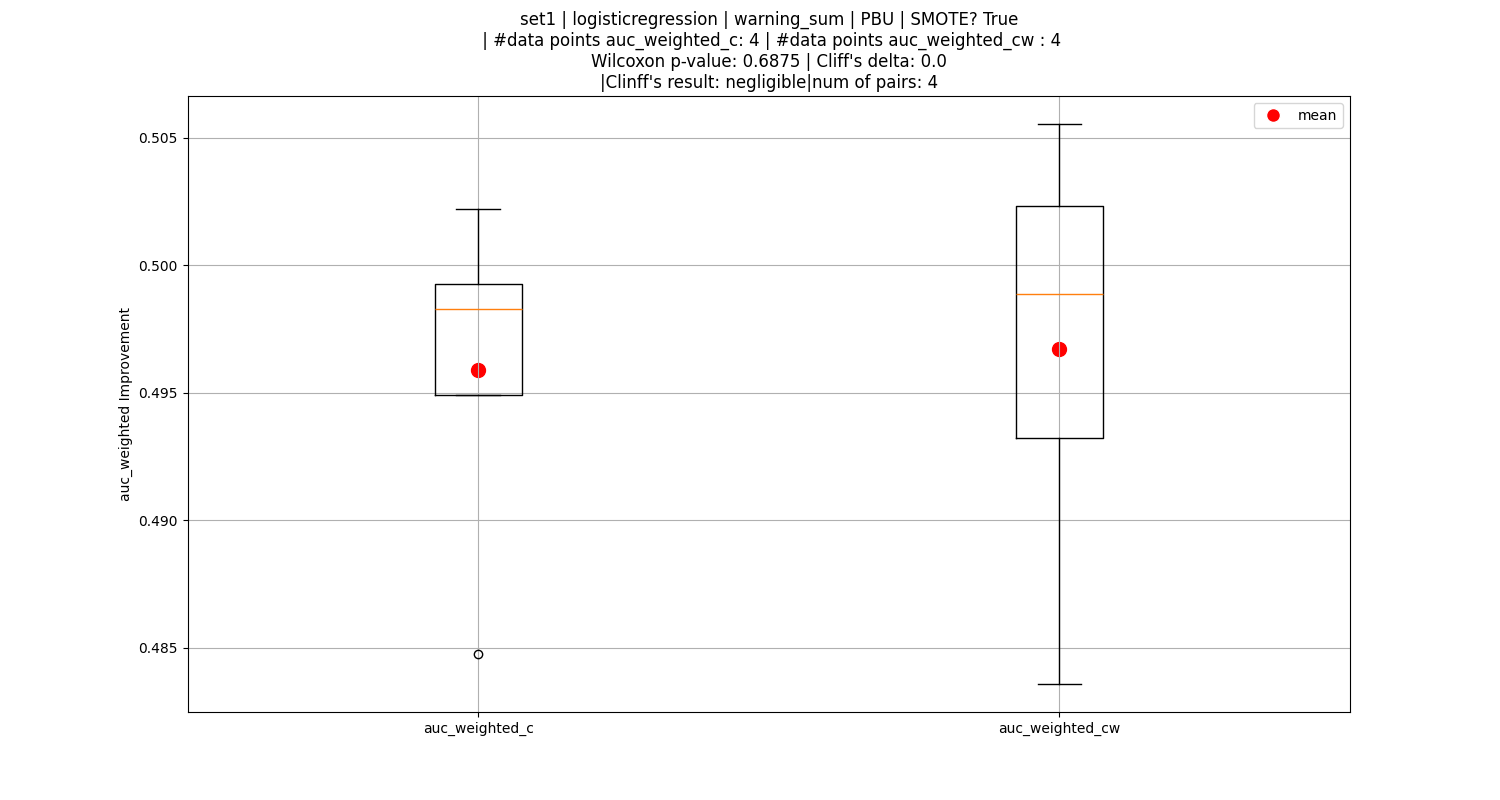 set1 | logisticregression | warning_sum | PBU | SMOTE? True
| #data points auc_weighted_c: 4 | #data points auc_weighted_cw : 4
Wilcoxon p-value: 0.6875 | Cliff's delta: 0.0
|Clinff's result: negligible|num of pairs: 4
mean
0.505
0.500
0.495
0.490
0.485
auc_weighted Improvement
auc_weighted_c
auc_weighted_cw